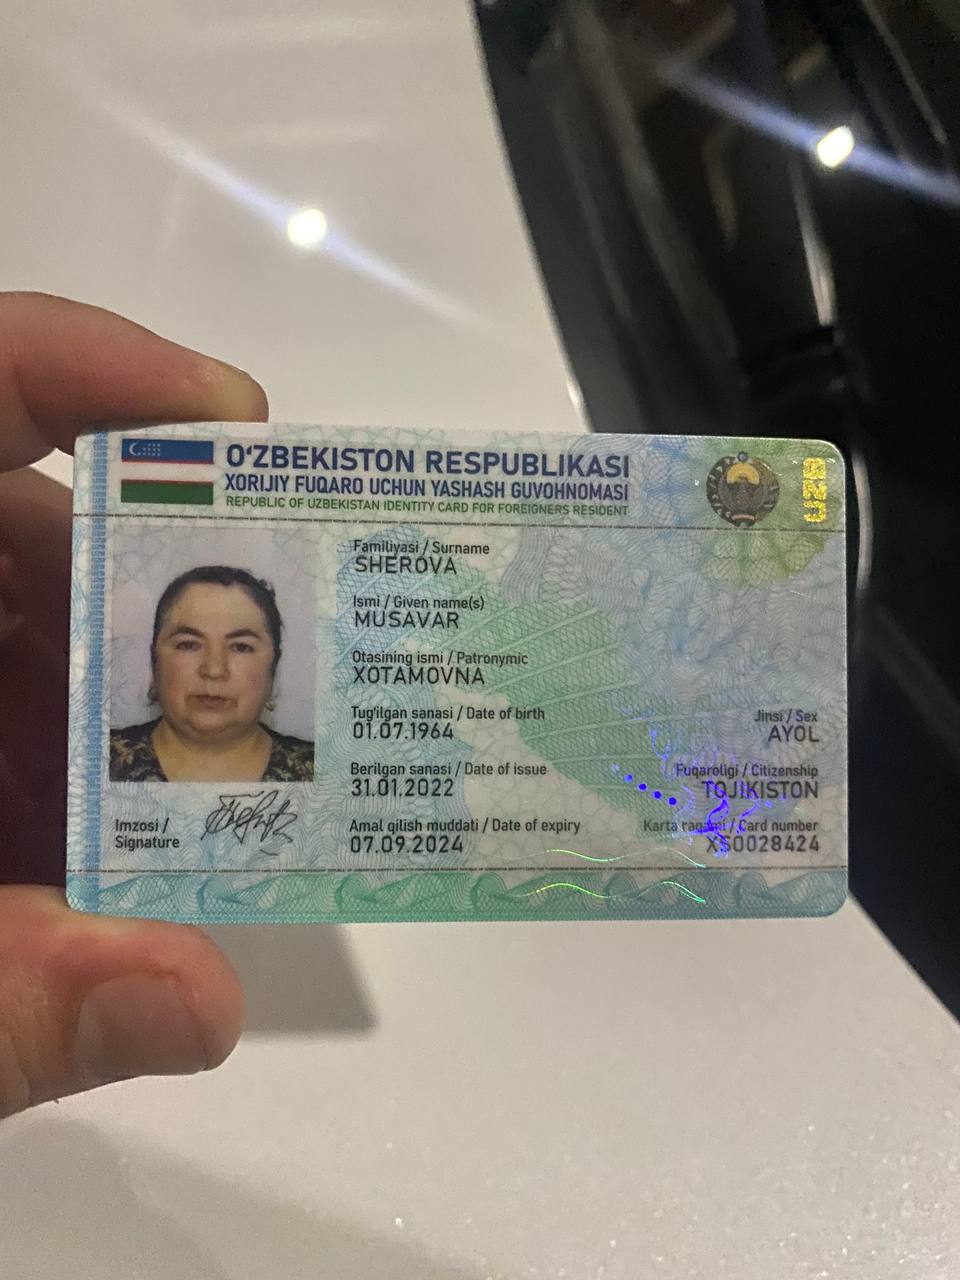 O‘ZBEKISTON RESPUBLIKASI
XORIJIY FUQARO UCHUN YASHASH GUVOHNOMASI
REPUBLIC OF UZBEKISTAN IDENTITY CARD FOR FOREIGNERS RESIDENT
UZB
Familiyasi / Surname
SHEROVA
Ismi / Given name(s)
MUSAVAR
Otasining ismi / Patronymic
XOTAMOVNA
Tug‘ilgan sanasi / Date of birth
01.07.1964
Jinsi / Sex
AYOL
Berilgan sanasi / Date of issue
31.01.2022
Fuqaroligi / Citizenship
TOJIKISTON
Amal qilish muddati / Date of expiry
07.09.2024
Karta raqami / Card number
XS0028424
Imzosi /
Signature